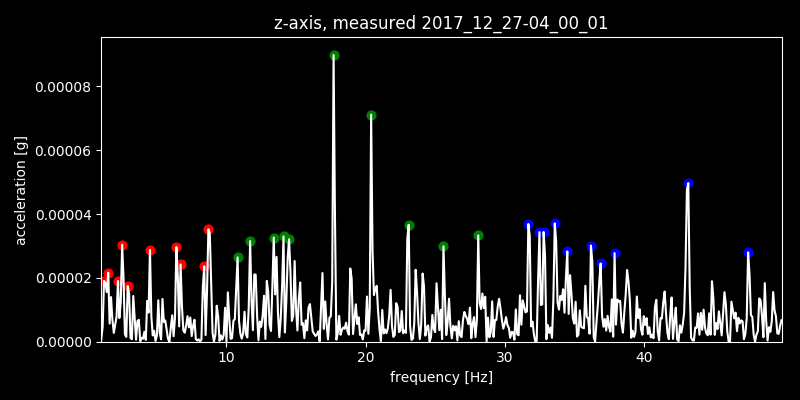 z-axis, measured 2017_12_27-04_00_01
0.00008
0.00006
0.00004
0.00002
0.00000
acceleration [g]
10 20 30 40
frequency [Hz]